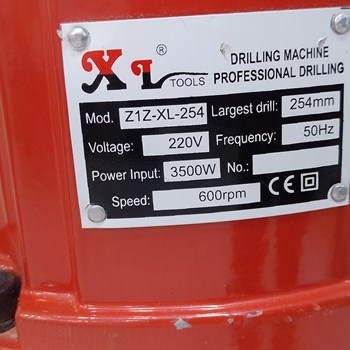 XL ® TOOLS
DRILLING MACHINE
PROFESSIONAL DRILLING
Mod. Z1Z-XL-254 Largest drill: 254mm
Voltage: 220V Frequency: 50Hz
Power Input: 3500W No.:
Speed: 600rpm CE